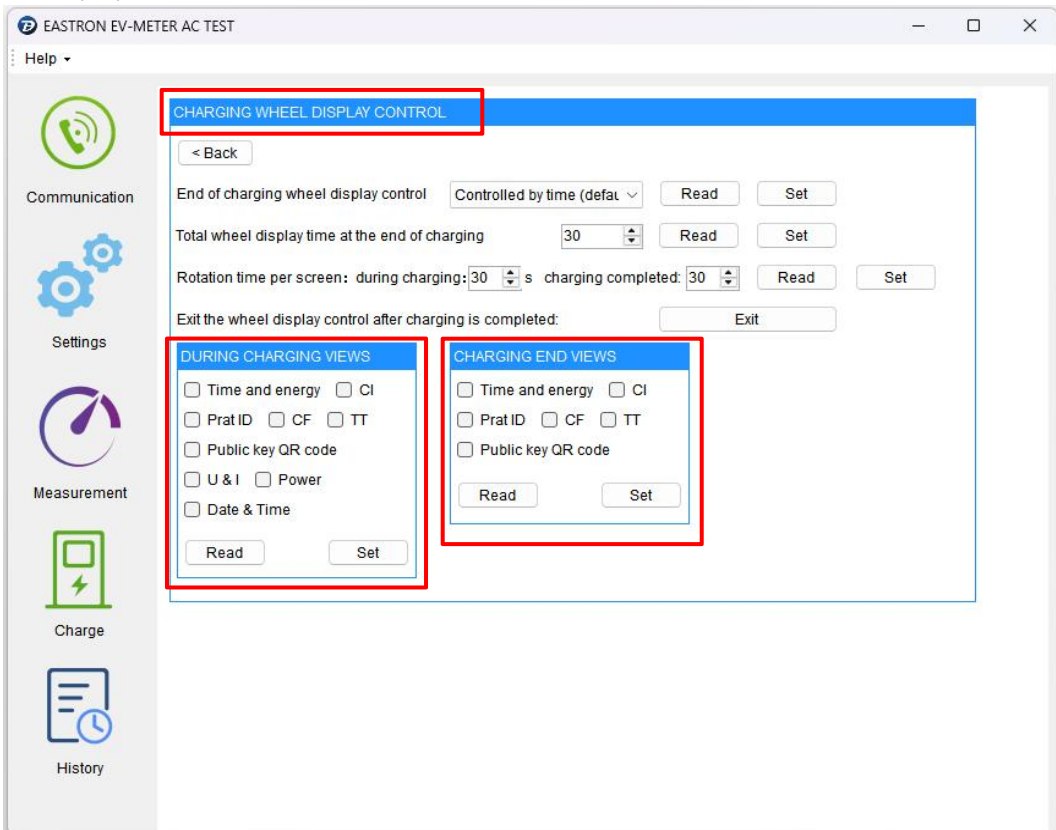 EASTRON EV-METER AC TEST
Help
CHARGING WHEEL DISPLAY CONTROL
< Back
Communication
End of charging wheel display control Controlled by time (defau Read Set
Total wheel display time at the end of charging 30 Read Set
Rotation time per screen: during charging: 30 s charging completed: 30 Read Set
Exit the wheel display control after charging is completed: Exit
Settings
DURING CHARGING VIEWS
Time and energy CI
Prat ID CF TT
Public key QR code
U & I Power
Date & Time
Read Set
CHARGING END VIEWS
Time and energy CI
Prat ID CF TT
Public key QR code
Read Set
Measurement
Charge
History